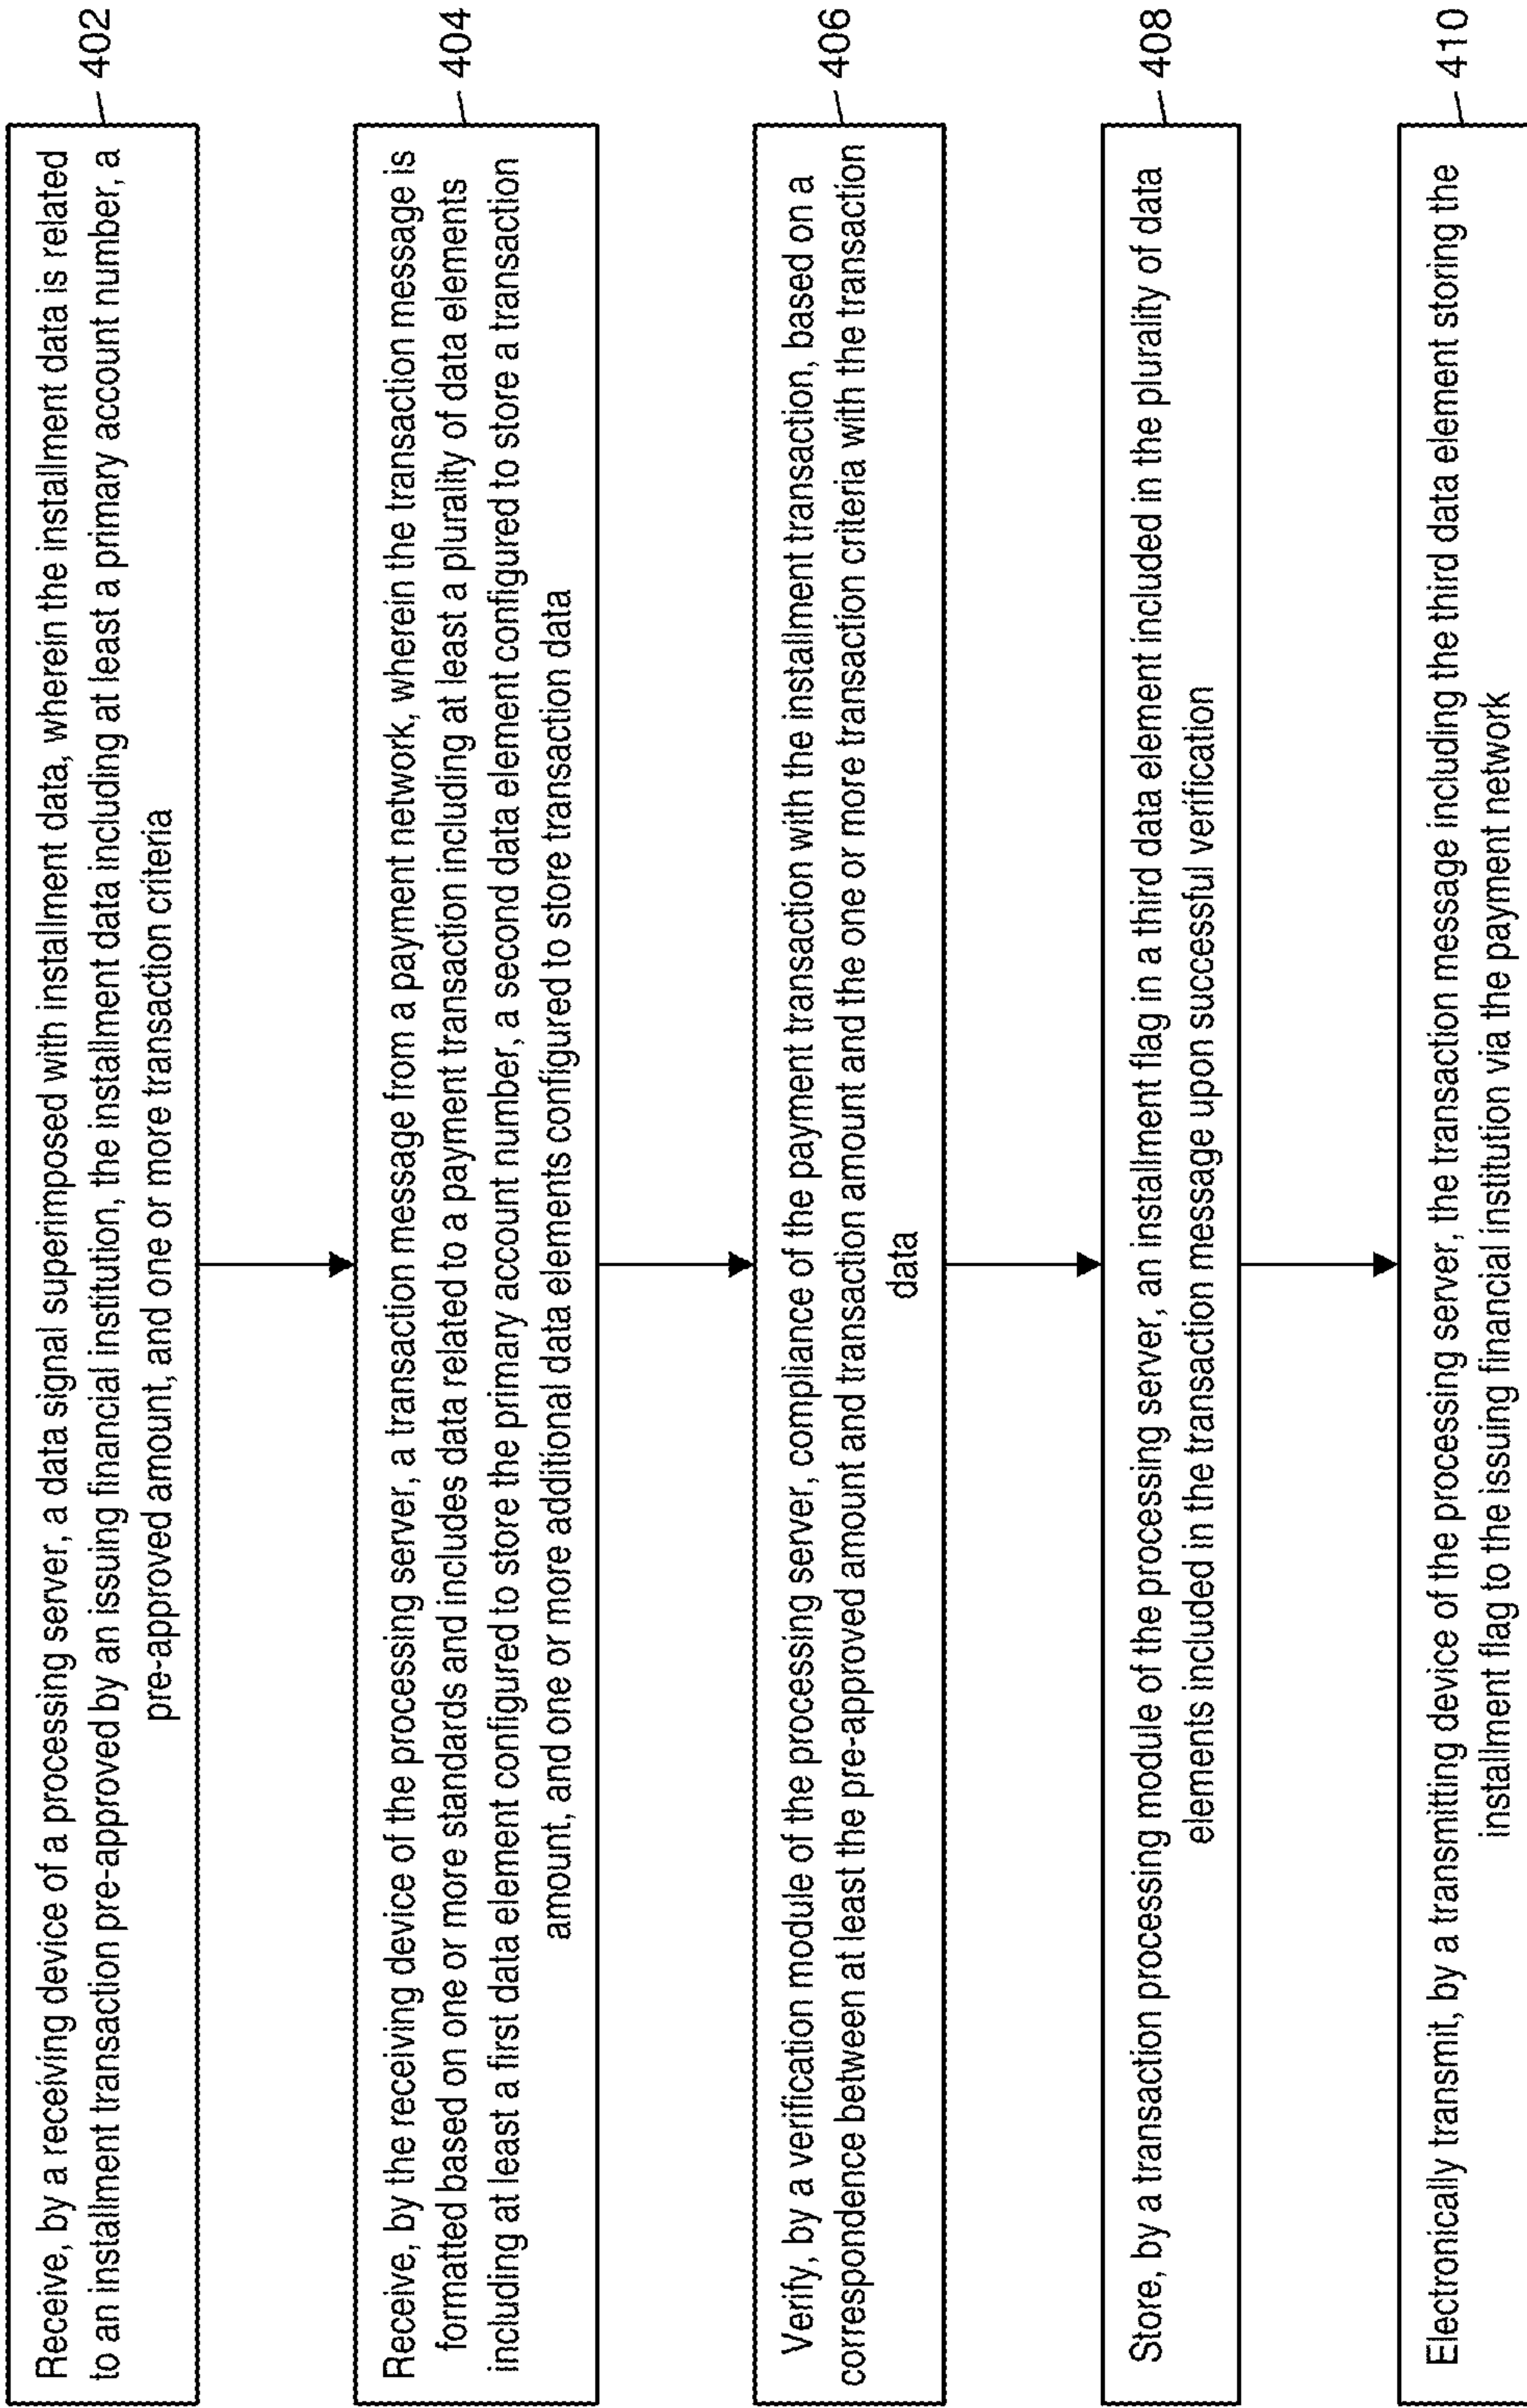 Receive, by a receiving device of a processing server, a data signal superimposed with installment data, wherein the installment data is related
to an installment transaction pre-approved by an issuing financial institution, the installment data including at least a primary account number, a
pre-approved amount, and one or more transaction criteria
402
Receive, by the receiving device of the processing server, a transaction message from a payment network, wherein the transaction message is
formatted based on one or more standards and includes data related to a payment transaction including at least a plurality of data elements
including at least a first data element configured to store the primary account number, a second data element configured to store a transaction
amount, and one or more additional data elements configured to store transaction data
404
Verify, by a verification module of the processing server, compliance of the payment transaction with the installment transaction, based on a
correspondence between at least the pre-approved amount and transaction amount and the one or more transaction criteria with the transaction
data
406
Store, by a transaction processing module of the processing server, an installment flag in a third data element included in the plurality of data
elements included in the transaction message upon successful verification
408
Electronically transmit, by a transmitting device of the processing server, the transaction message including the third data element storing the
installment flag to the issuing financial institution via the payment network
410